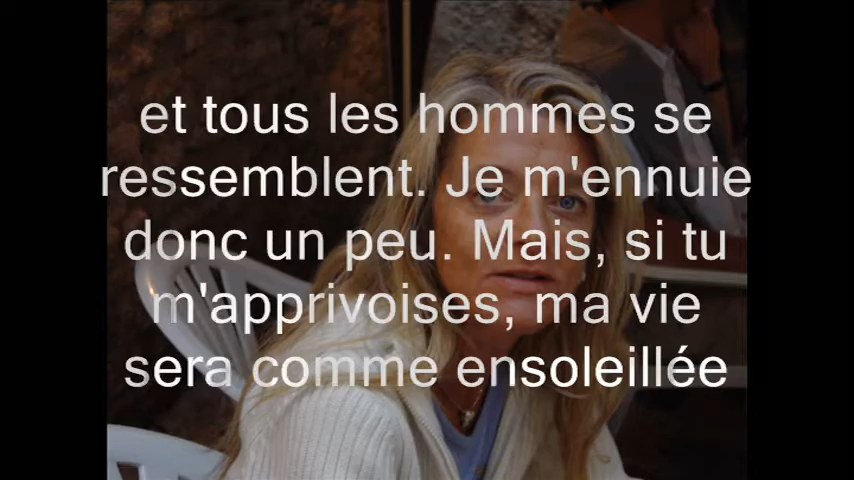 et tous les hommes se
ressemblent. Je m'ennuie
donc un peu. Mais, si tu
m'apprivoises, ma vie
sera comme ensoleillée